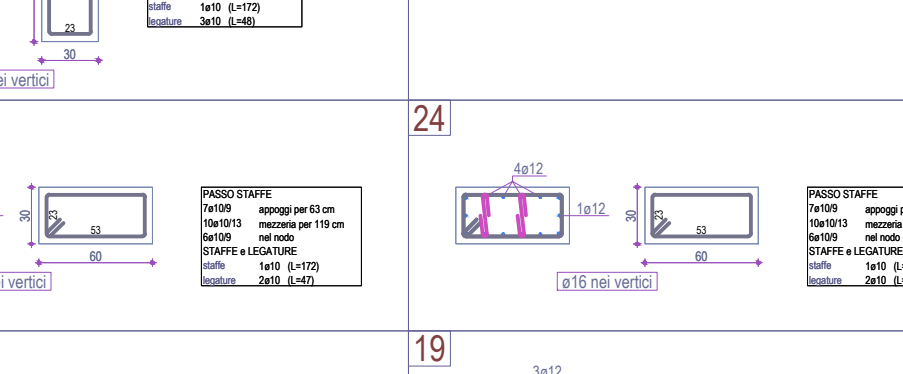 staffe 1ø10 (L=172)
legature 3ø10 (L=48)
23
30
nei vertici
24
4ø12
1ø12
30
23
53
60
ei vertici
PASSO STAFFE
7ø10/9 appoggi per 63 cm
10ø10/13 mezzeria per 119 cm
6ø10/9 nel nodo
STAFFE e LEGATURE
staffe 1ø10 (L=172)
legature 2ø10 (L=47)
30
23
53
60
ø16 nei vertici
PASSO STAFFE
7ø10/9 appoggi p
10ø10/13 mezzeria
6ø10/9 nel nodo
STAFFE e LEGATURE
staffe 1ø10 (L=
legature 2ø10 (L=
19
3ø12